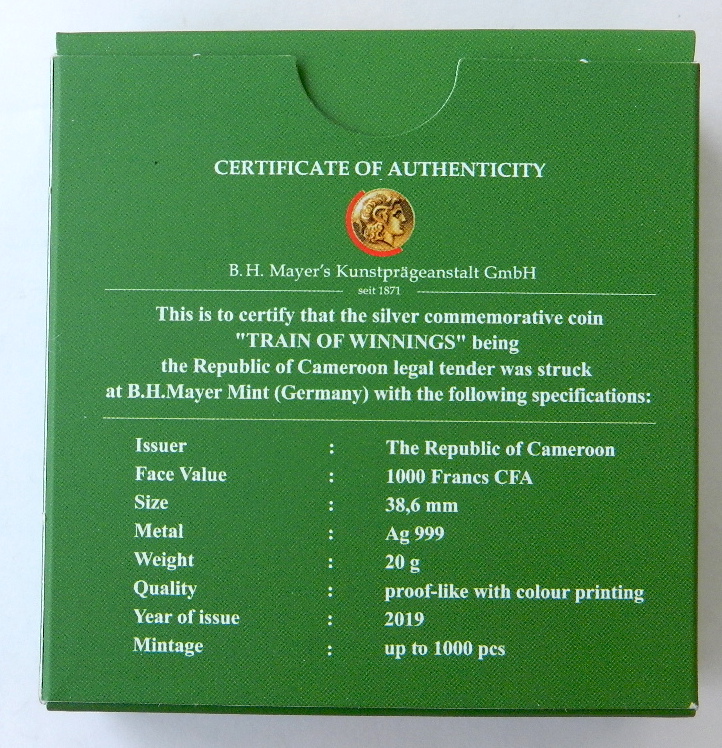 CERTIFICATE OF AUTHENTICITY
B. H. Mayer's Kunstprägeanstalt GmbH
seit 1871
This is to certify that the silver commemorative coin
"TRAIN OF WINNINGS" being
the Republic of Cameroon legal tender was struck
at B.H.Mayer Mint (Germany) with the following specifications:
Issuer : The Republic of Cameroon
Face Value : 1000 Francs CFA
Size : 38,6 mm
Metal : Ag 999
Weight : 20 g
Quality : proof-like with colour printing
Year of issue : 2019
Mintage : up to 1000 pcs